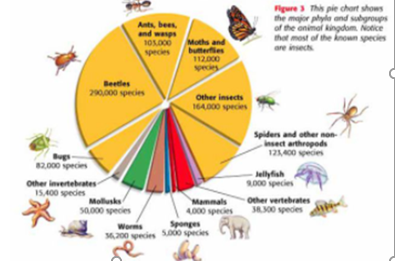 Figure 3 This pie chart shows
the major phyla and subgroups
of the animal kingdom. Notice
that most of the known species
are insects.
Ants, bees,
and wasps
103,000
species
Moths and
butterflies
112,000
species
Beetles
290,000 species
Other insects
164,000 species
Spiders and other non-
insect arthropods
123,400 species
Bugs
82,000 species
Jellyfish
9,000 species
Other invertebrates
15,400 species
Other vertebrates
38,300 species
Mollusks
50,000 species
Mammals
4,000 species
Worms
36,200 species
Sponges
5,000 species